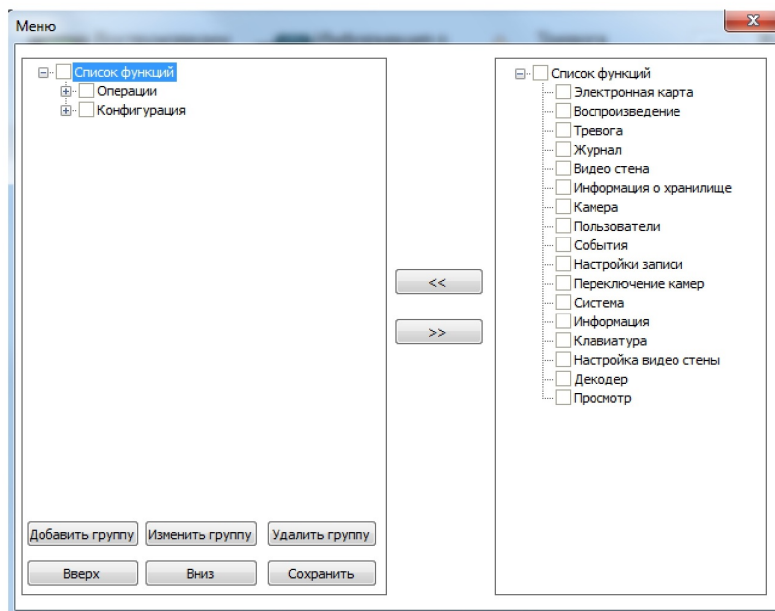 Меню
Список функций
Операции
Конфигурация
<<
>>
Добавить группу Изменить группу Удалить группу
Вверх Вниз Сохранить
Список функций
Электронная карта
Воспроизведение
Тревога
Журнал
Видео стена
Информация о хранилище
Камера
Пользователи
События
Настройки записи
Переключение камер
Система
Информация
Клавиатура
Настройка видео стены
Декодер
Просмотр